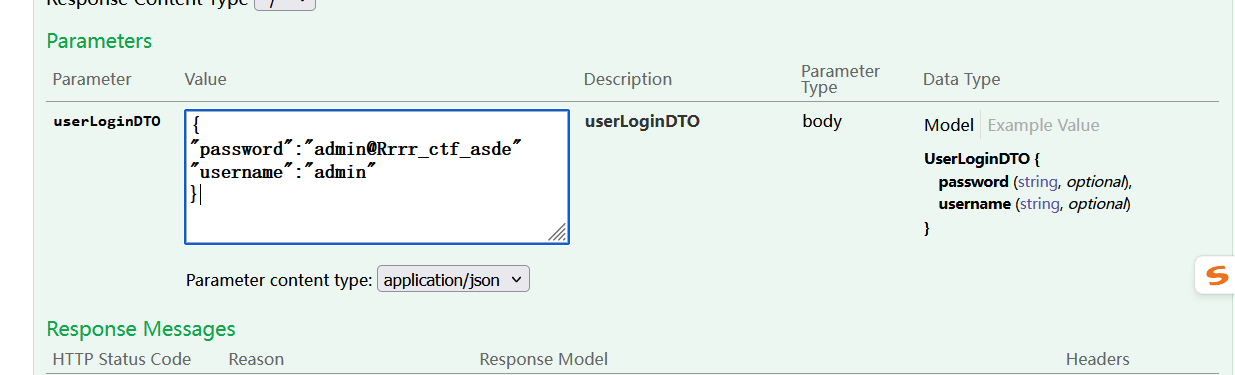 Response Content Type */*
Parameters
Parameter Value Description Parameter Type Data Type
userLoginDTO
{
"password":"admin@Rrrr_ctf_asde"
"username":"admin"
}
userLoginDTO
body
Model Example Value
UserLoginDTO {
password (string, optional),
username (string, optional)
}
Parameter content type: application/json
Response Messages
HTTP Status Code Reason Response Model Headers